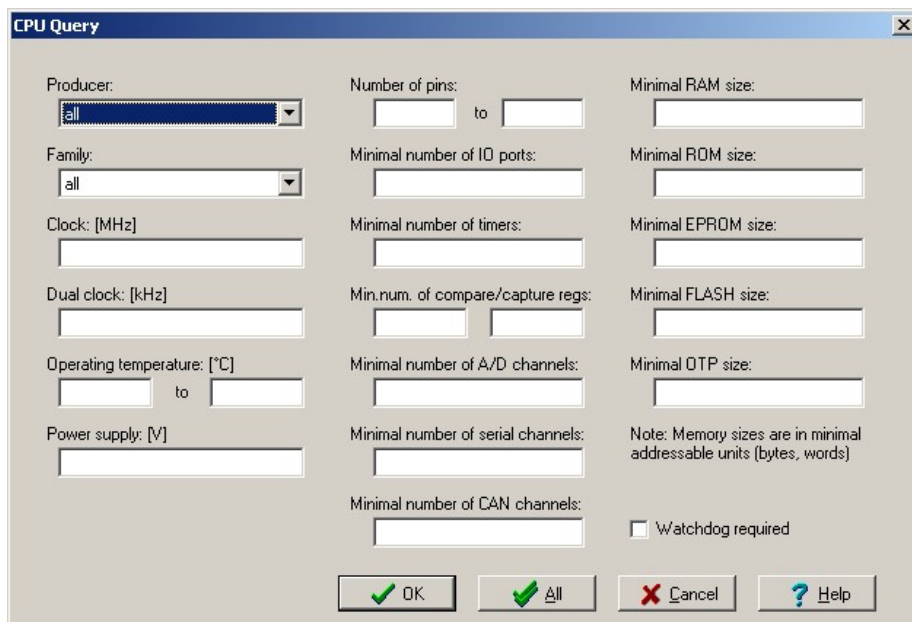 CPU Query
Producer:
all
Family:
all
Clock: [MHz]
Dual clock: [kHz]
Operating temperature: [°C]
to
Power supply: [V]
Number of pins:
to
Minimal number of IO ports:
Minimal number of timers:
Min.num. of compare/capture regs:
Minimal number of A/D channels:
Minimal number of serial channels:
Minimal number of CAN channels:
Minimal RAM size:
Minimal ROM size:
Minimal EPROM size:
Minimal FLASH size:
Minimal OTP size:
Note: Memory sizes are in minimal
addressable units (bytes, words)
Watchdog required
OK
All
Cancel
Help